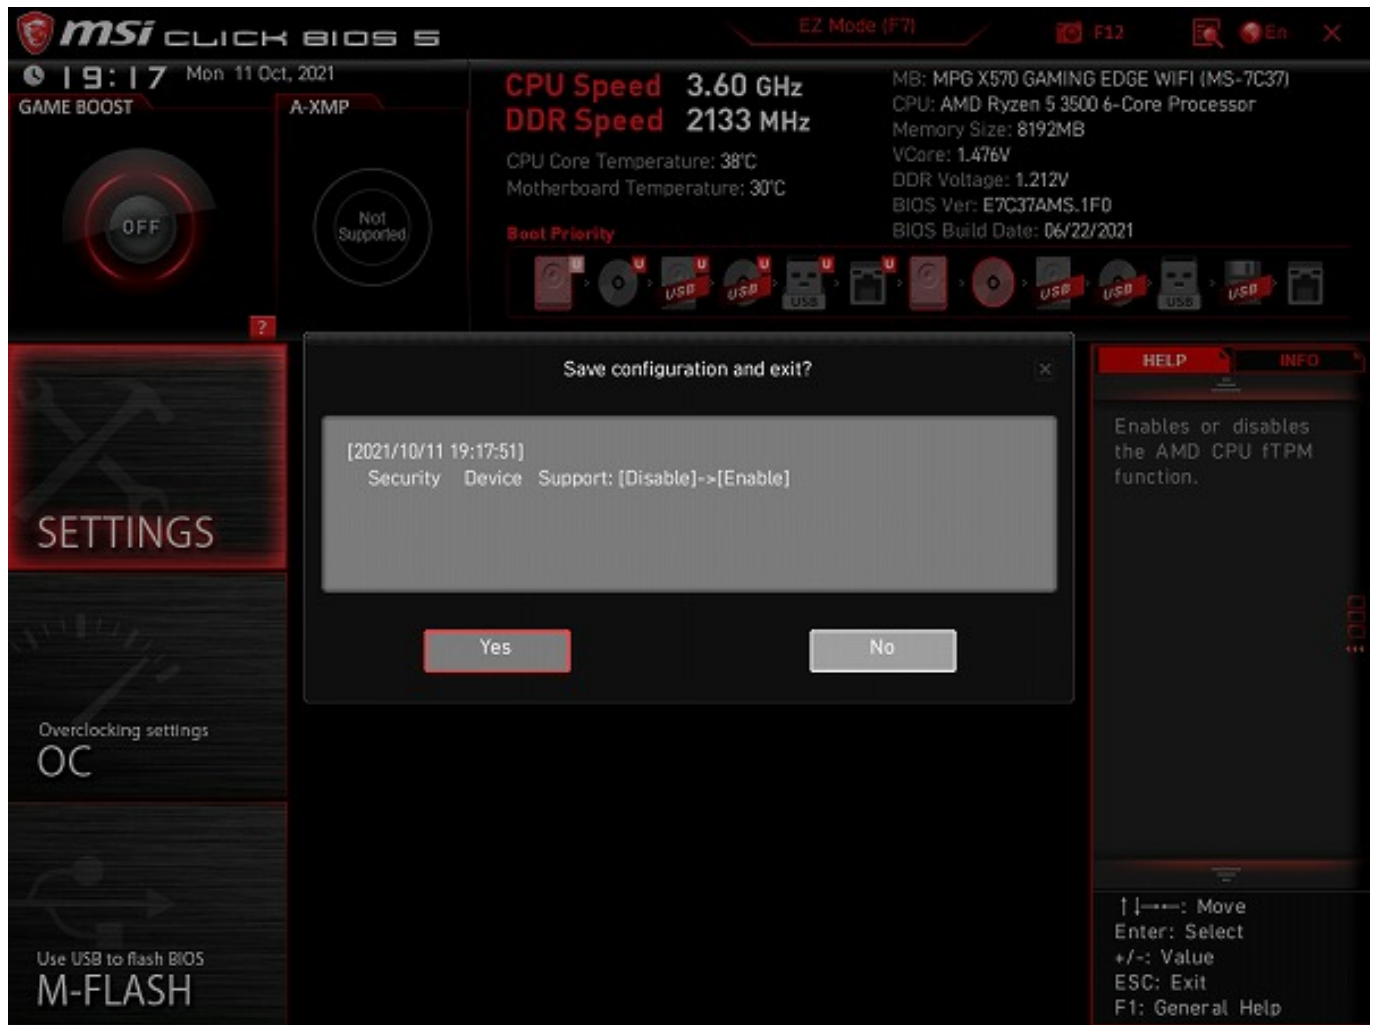 msi CLICK BIOS 5
EZ Mode (F7)
F12
En
19:17 Mon 11 Oct, 2021
GAME BOOST
A-XMP
OFF
Not
Supported
?
CPU Speed 3.60 GHz
DDR Speed 2133 MHz
CPU Core Temperature: 38°C
Motherboard Temperature: 30°C
MB: MPG X570 GAMING EDGE WIFI (MS-7C37)
CPU: AMD Ryzen 5 3500 6-Core Processor
Memory Size: 8192MB
VCore: 1.476V
DDR Voltage: 1.212V
BIOS Ver: E7C37AMS.1F0
BIOS Build Date: 06/22/2021
Boot Priority
U U U U U U
USB USB USB USB USB USB USB
SETTINGS
Overclocking settings
OC
Use USB to flash BIOS
M-FLASH
Save configuration and exit?
[2021/10/11 19:17:51]
Security Device Support: [Disable]->[Enable]
Yes
No
HELP
INFO
Enables or disables
the AMD CPU fTPM
function.
↑↓→←: Move
Enter: Select
+/-: Value
ESC: Exit
F1: General Help